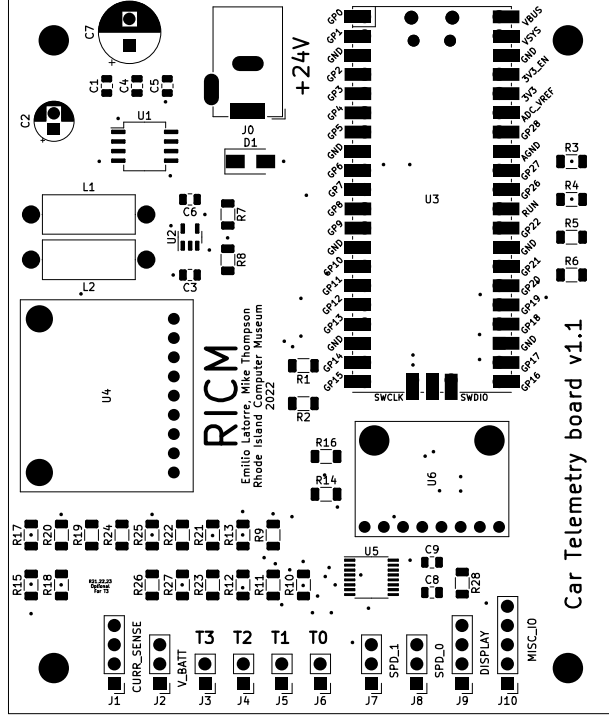 C7
GP0
GP1
GND
GP2
GP3
GP4
GP5
GND
GP6
GP7
GP8
GP9
GND
GP10
GP11
GP12
GP13
GND
GP14
GP15
VBUS
VSYS
GND
3V3_EN
3V3
ADC_VREF
GP28
AGND
GP27
GP26
RUN
GP22
GND
GP21
GP20
GP19
GP18
GND
GP17
GP16
SWCLK
SWDIO
U3
+24V
C1
C4
C5
C2
U1
J0
D1
R3
R4
R5
R6
L1
L2
C6
U2
C3
R7
R8
U4
RICM
Emilio Latorre, Mike Thompson
Rhode Island Computer Museum
2022
R1
R2
R16
R14
U6
Car Telemetry board v1.1
R17
R20
R19
R24
R25
R22
R21
R13
R9
R15
R18
R21,22,23
Optional
For T3
R26
R27
R23
R12
R11
R10
U5
C9
C8
R28
CURR_SENSE
V_BATT
T3
T2
T1
T0
SPD_1
SPD_0
DISPLAY
MISC_IO
J1
J2
J3
J4
J5
J6
J7
J8
J9
J10